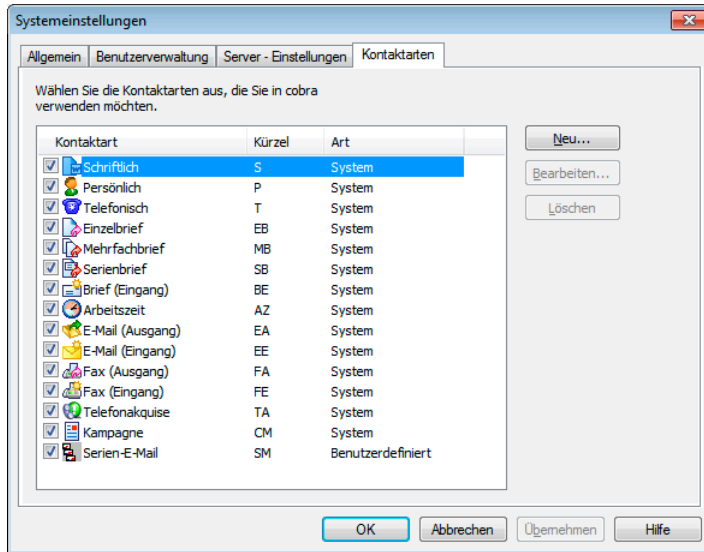 Systemeinstellungen
Allgemein Benutzerverwaltung Server - Einstellungen Kontaktarten
Wählen Sie die Kontaktarten aus, die Sie in cobra
verwenden möchten.
Kontaktart Kürzel Art
Schriftlich S System
Persönlich P System
Telefonisch T System
Einzelbrief EB System
Mehrfachbrief MB System
Serienbrief SB System
Brief (Eingang) BE System
Arbeitszeit AZ System
E-Mail (Ausgang) EA System
E-Mail (Eingang) EE System
Fax (Ausgang) FA System
Fax (Eingang) FE System
Telefonakquise TA System
Kampagne CM System
Serien-E-Mail SM Benutzerdefiniert
Neu...
Bearbeiten...
Löschen
OK Abbrechen Übernehmen Hilfe